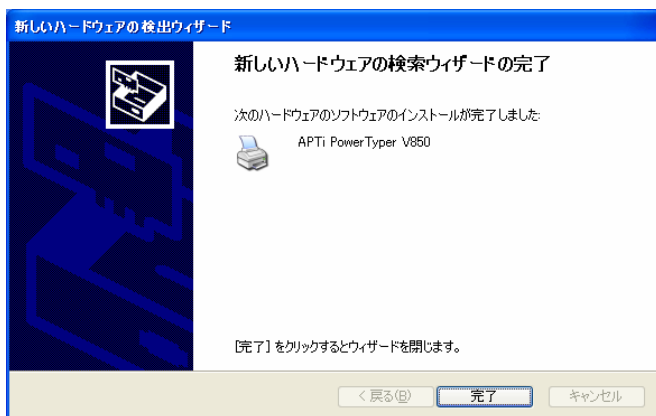 新しいハードウェアの検出ウィザード
新しいハードウェアの検索ウィザードの完了
次のハードウェアのソフトウェアのインストールが完了しました:
APTi PowerTyper V850
[完了] をクリックするとウィザードを閉じます。
< 戻る(B) 完了 キャンセル